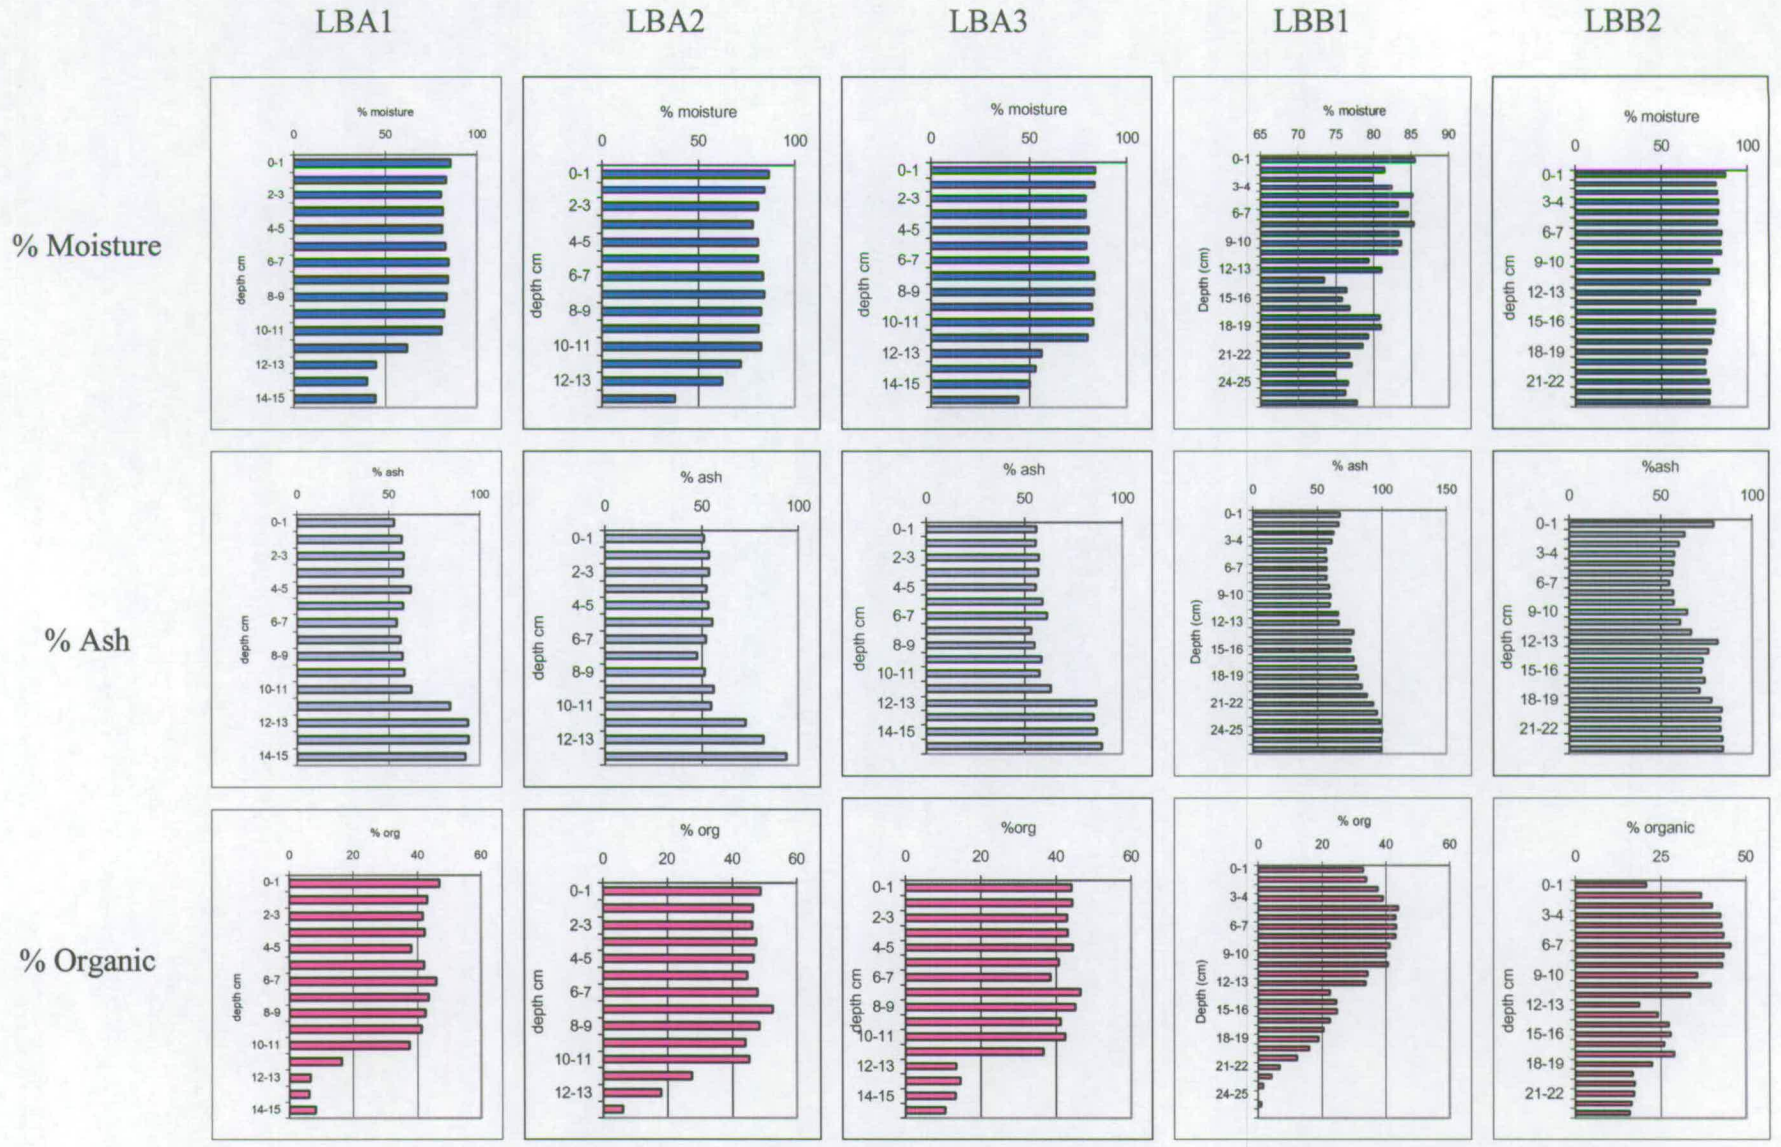 LBA1 LBA2 LBA3 LBB1 LBB2
% Moisture
% moisture
0 50 100
0-1
2-3
4-5
6-7
8-9
10-11
12-13
14-15
depth cm
% moisture
0 50 100
0-1
2-3
4-5
6-7
8-9
10-11
12-13
depth cm
% moisture
0 50 100
0-1
2-3
4-5
6-7
8-9
10-11
12-13
14-15
depth cm
% moisture
65 70 75 80 85 90
0-1
3-4
6-7
9-10
12-13
15-16
18-19
21-22
24-25
Depth (cm)
% moisture
0 50 100
0-1
3-4
6-7
9-10
12-13
15-16
18-19
21-22
depth cm
% Ash
% ash
0 50 100
0-1
2-3
4-5
6-7
8-9
10-11
12-13
14-15
depth cm
% ash
0 50 100
0-1
2-3
4-5
6-7
8-9
10-11
12-13
depth cm
% ash
0 50 100
0-1
2-3
4-5
6-7
8-9
10-11
12-13
14-15
depth cm
% ash
0 50 100 150
0-1
3-4
6-7
9-10
12-13
15-16
18-19
21-22
24-25
Depth (cm)
%ash
0 50 100
0-1
3-4
6-7
9-10
12-13
15-16
18-19
21-22
depth cm
% Organic
% org
0 20 40 60
0-1
2-3
4-5
6-7
8-9
10-11
12-13
14-15
depth cm
% org
0 20 40 60
0-1
2-3
4-5
6-7
8-9
10-11
12-13
depth cm
%org
0 20 40 60
0-1
2-3
4-5
6-7
8-9
10-11
12-13
14-15
depth cm
% org
0 20 40 60
0-1
3-4
6-7
9-10
12-13
15-16
18-19
21-22
24-25
Depth (cm)
% organic
0 25 50
0-1
3-4
6-7
9-10
12-13
15-16
18-19
21-22
depth cm